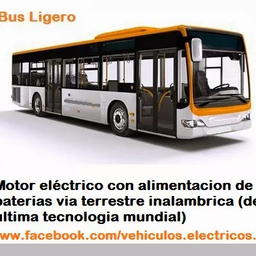 Bus Ligero
Motor eléctrico con alimentacion de
baterias via terrestre inalambrica (de
ultima tecnologia mundial)
www.facebook.com/vehiculos.electricos.